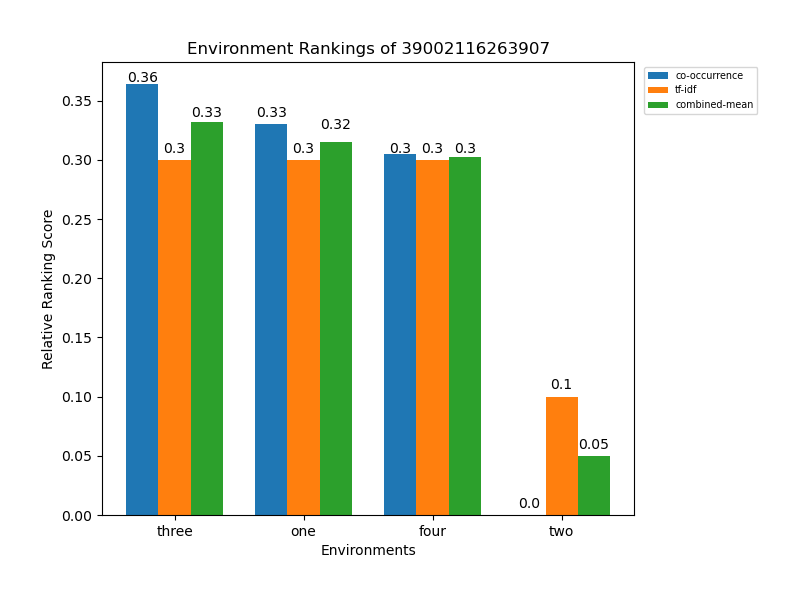 Environment Rankings of 39002116263907
co-occurrence
tf-idf
combined-mean
0.36
0.3
0.33
0.33
0.3
0.32
0.3
0.3
0.3
0.0
0.1
0.05
Relative Ranking Score
0.35
0.30
0.25
0.20
0.15
0.10
0.05
0.00
three one four two
Environments